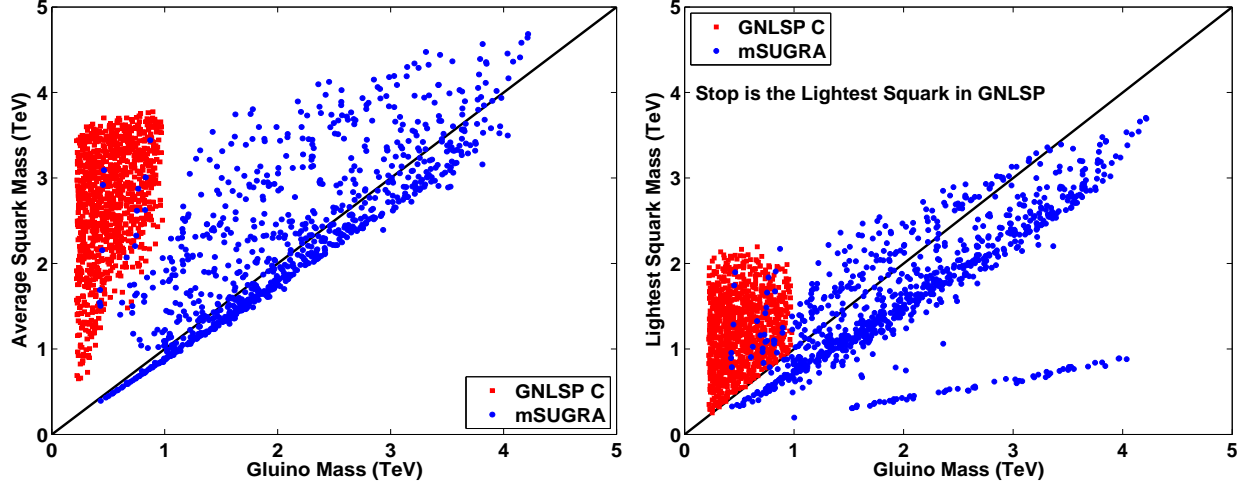 5
4
3
2
1
0
0
1
2
3
4
5
Average Squark Mass (TeV)
Gluino Mass (TeV)
GNLSP C
mSUGRA
5
4
3
2
1
0
0
1
2
3
4
5
Lightest Squark Mass (TeV)
Gluino Mass (TeV)
GNLSP C
mSUGRA
Stop is the Lightest Squark in GNLSP